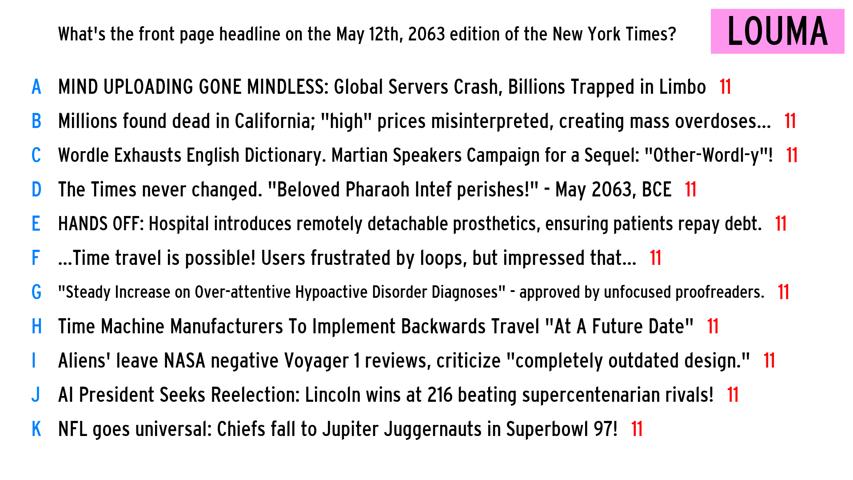 What's the front page headline on the May 12th, 2063 edition of the New York Times?
LOUMA
A MIND UPLOADING GONE MINDLESS: Global Servers Crash, Billions Trapped in Limbo 11
B Millions found dead in California; "high" prices misinterpreted, creating mass overdoses... 11
C Wordle Exhausts English Dictionary. Martian Speakers Campaign for a Sequel: "Other-Wordl-y"! 11
D The Times never changed. "Beloved Pharaoh Intef perishes!" - May 2063, BCE 11
E HANDS OFF: Hospital introduces remotely detachable prosthetics, ensuring patients repay debt. 11
F ...Time travel is possible! Users frustrated by loops, but impressed that... 11
G "Steady Increase on Over-attentive Hypoactive Disorder Diagnoses" - approved by unfocused proofreaders. 11
H Time Machine Manufacturers To Implement Backwards Travel "At A Future Date" 11
I Aliens' leave NASA negative Voyager 1 reviews, criticize "completely outdated design." 11
J AI President Seeks Reelection: Lincoln wins at 216 beating supercentenarian rivals! 11
K NFL goes universal: Chiefs fall to Jupiter Juggernauts in Superbowl 97! 11